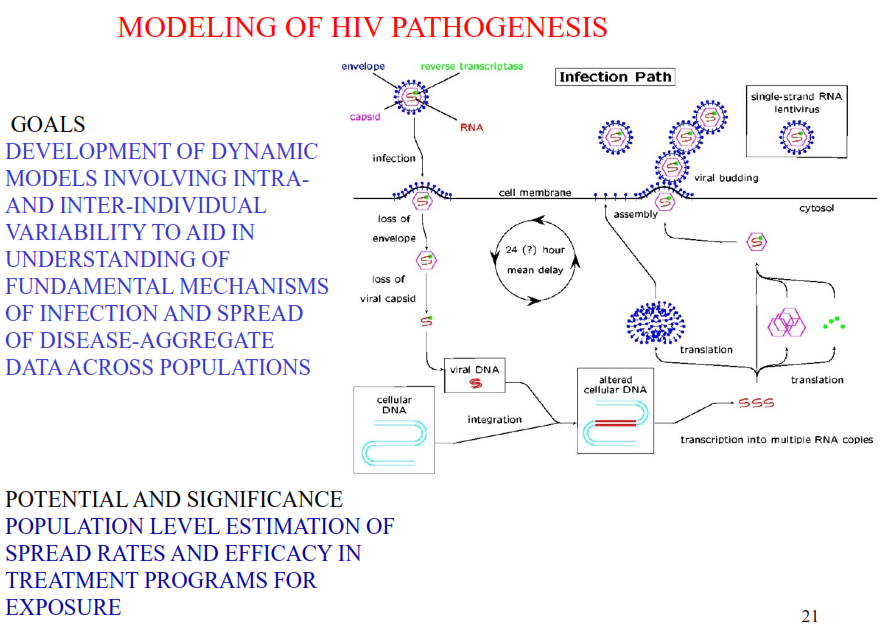 MODELING OF HIV PATHOGENESIS
GOALS
DEVELOPMENT OF DYNAMIC
MODELS INVOLVING INTRA-
AND INTER-INDIVIDUAL
VARIABILITY TO AID IN
UNDERSTANDING OF
FUNDAMENTAL MECHANISMS
OF INFECTION AND SPREAD
OF DISEASE-AGGREGATE
DATA ACROSS POPULATIONS
envelope
reverse transcriptase
capsid
RNA
Infection Path
single-strand RNA
lentivirus
infection
viral budding
cell membrane
cytosol
loss of
envelope
assembly
24 (?) hour
mean delay
loss of
viral capsid
translation
translation
viral DNA
cellular
DNA
integration
altered
cellular DNA
transcription into multiple RNA copies
POTENTIAL AND SIGNIFICANCE
POPULATION LEVEL ESTIMATION OF
SPREAD RATES AND EFFICACY IN
TREATMENT PROGRAMS FOR
EXPOSURE
21